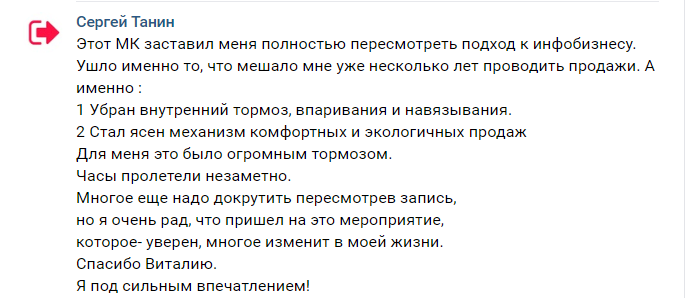 Сергей Танин
Этот МК заставил меня полностью пересмотреть подход к инфобизнесу.
Ушло именно то, что мешало мне уже несколько лет проводить продажи. А
именно :
1 Убран внутренний тормоз, впаривания и навязывания.
2 Стал ясен механизм комфортных и экологичных продаж
Для меня это было огромным тормозом.
Часы пролетели незаметно.
Многое еще надо докрутить пересмотрев запись,
но я очень рад, что пришел на это мероприятие,
которое- уверен, многое изменит в моей жизни.
Спасибо Виталию.
Я под сильным впечатлением!